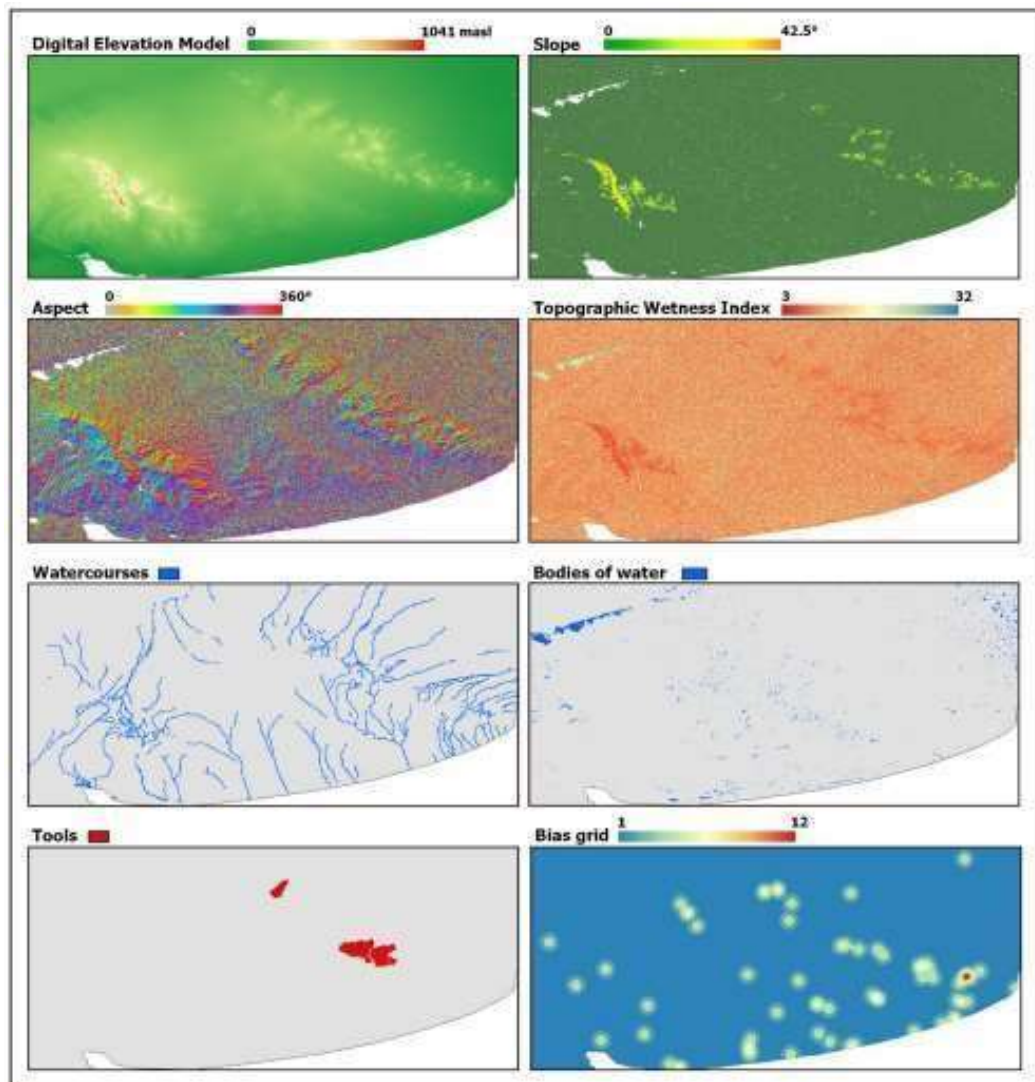 0 1041 masl
Digital Elevation Model
0 42.5°
Slope
0 360°
Aspect
3 32
Topographic Wetness Index
Watercourses
Bodies of water
Tools
1 12
Bias grid